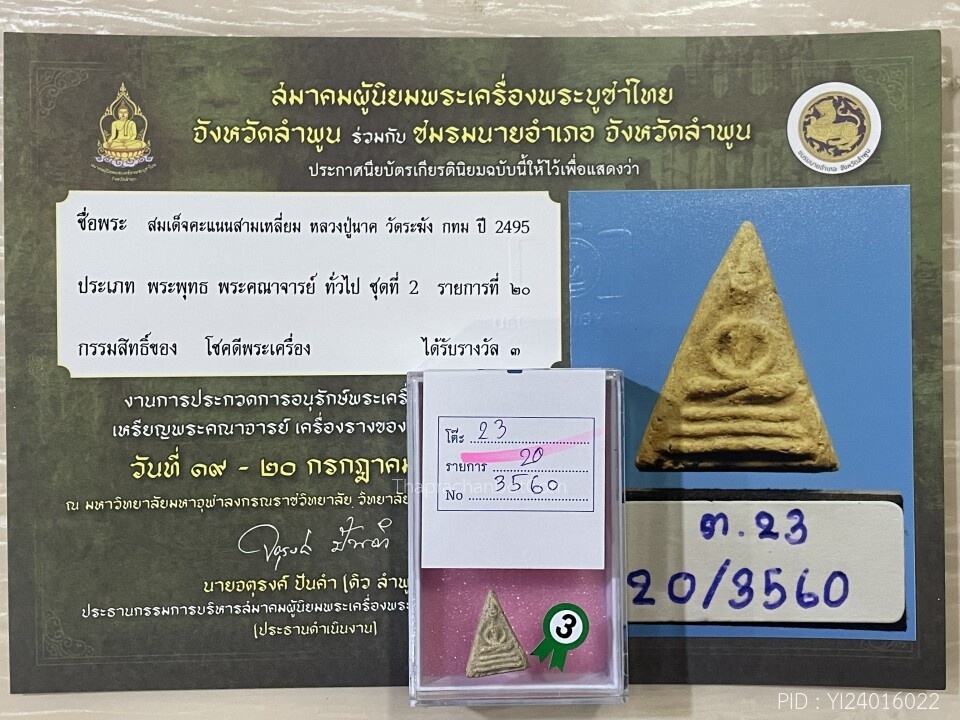 สมาคมผู้นิยมพระเครื่องพระบูชาไทย
จังหวัดลำพูน ร่วมกับ ชมรมนายอำเภอ จังหวัดลำพูน
ประกาศนียบัตรเกียรตินิยมฉบับนี้ให้ไว้เพื่อแสดงว่า
ชื่อพระ สมเด็จคะแนนสามเหลี่ยม หลวงปู่นาค วัดระฆัง กทม ปี 2495
ประเภท พระพุทธ พระคณาจารย์ ทั่วไป ชุดที่ 2 รายการที่ ๒๐
กรรมสิทธิ์ของ โชคดีพระเครื่อง ได้รับรางวัล ๓
งานการประกวดการอนุรักษ์พระเครื่
เหรียญพระคณาจารย์ เครื่องรางของ
วันที่ ๑๙ - ๒๐ กรกฎาคม
ณ มหาวิทยาลัยมหาจุฬาลงกรณราชวิทยาลัย วิทยาลัย
นายจตุรงค์ ปันคำ (ดิว ลำพู
ประธานกรรมการบริหารสมาคมผู้นิยมพระเครื่องพระ
(ประธานดำเนินงาน)
โต๊ะ 23
รายการ 20
No 3560
3
ต. 23
20/3560
PID : YI24016022